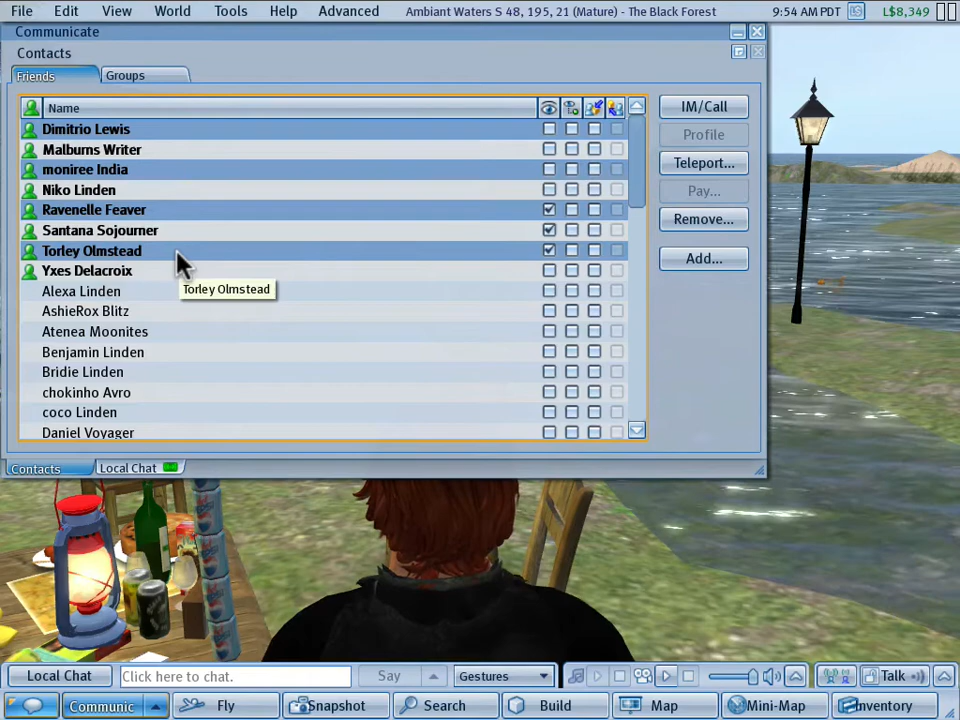 File Edit View World Tools Help Advanced Ambiant Waters S 48, 195, 21 (Mature) - The Black Forest 9:54 AM PDT L$8,349
Communicate
Contacts
Friends Groups
Name
IM/Call
Dimitrio Lewis
Profile
Malburns Writer
Teleport...
moniree India
Pay...
Niko Linden
Ravenelle Feaver
Remove...
Santana Sojourner
Torley Olmstead
Add...
Yxes Delacroix
Torley Olmstead
Alexa Linden
AshieRox Blitz
Atenea Moonites
Benjamin Linden
Bridie Linden
chokinho Avro
coco Linden
Daniel Voyager
Contacts Local Chat
Local Chat Click here to chat. Say Gestures Talk
Communic Fly Snapshot Search Build Map Mini-Map Inventory